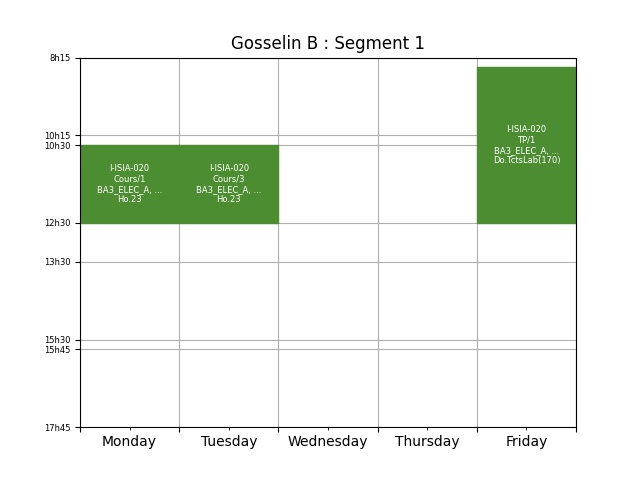 Gosselin B : Segment 1
8h15
10h15
10h30
12h30
13h30
15h30
15h45
17h45
I-ISIA-020
Cours/1
BA3_ELEC_A, ...
Ho.23
I-ISIA-020
Cours/3
BA3_ELEC_A, ...
Ho.23
I-ISIA-020
TP/1
BA3_ELEC_A, ...
Do.TctsLab(170)
Monday
Tuesday
Wednesday
Thursday
Friday